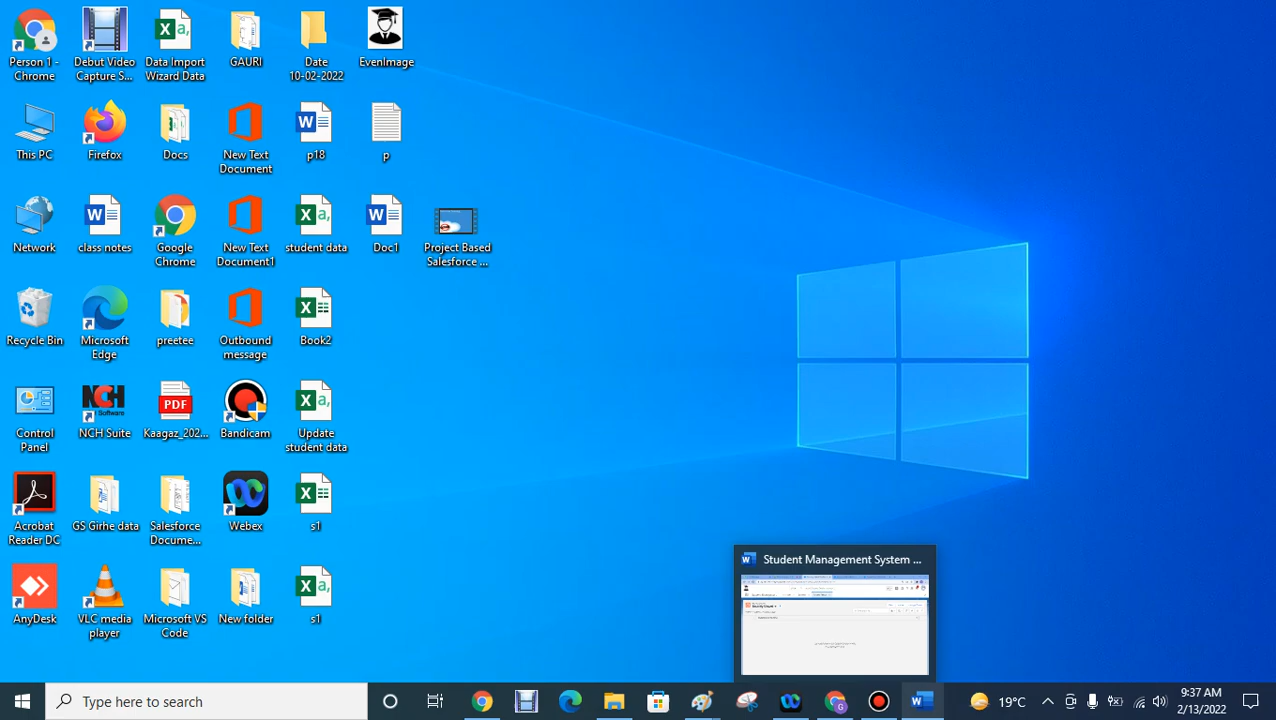 Person 1 -
Chrome
Debut Video
Capture S...
Data Import
Wizard Data
GAURI
Date
10-02-2022
EvenImage
This PC
Firefox
Docs
New Text
Document
p18
p
Network
class notes
Google
Chrome
New Text
Document1
student data
Doc1
Project Based
Salesforce ...
Recycle Bin
Microsoft
Edge
preetee
Outbound
message
Book2
Control
Panel
NCH Suite
Kaagaz_202...
Bandicam
Update
student data
Acrobat
Reader DC
GS Girhe data
Salesforce
Docume...
Webex
s1
AnyDesk
VLC media
player
Microsoft VS
Code
New folder
s1
NCH
Software
PDF
Student Management System ...
Type here to search
19°C
9:37 AM
2/13/2022